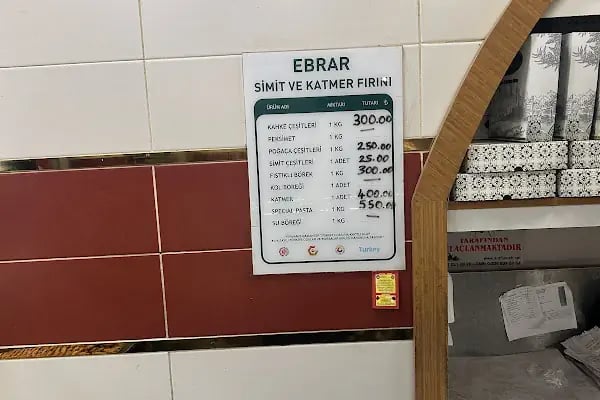 EBRAR
SİMİT VE KATMER FIRINI
ÜRÜN ADI MİKTARI TUTARI ₺
KAHKE ÇEŞİTLERİ 1 KG 300.00
PEKSİMET 1 KG
POĞAÇA ÇEŞİTLERİ 1 KG 250.00
SİMİT ÇEŞİTLERİ 1 ADET 25.00
FISTIKLI BÖREK 1 KG 300.00
KOL BÖREĞİ 1 ADET
KATMER 1 ADET 400.00
SPECIAL PASTA 1 KG 550.00
SU BÖREĞİ 1 KG
Turkey
TARAFINDAN
İLAÇLANMAKTADIR